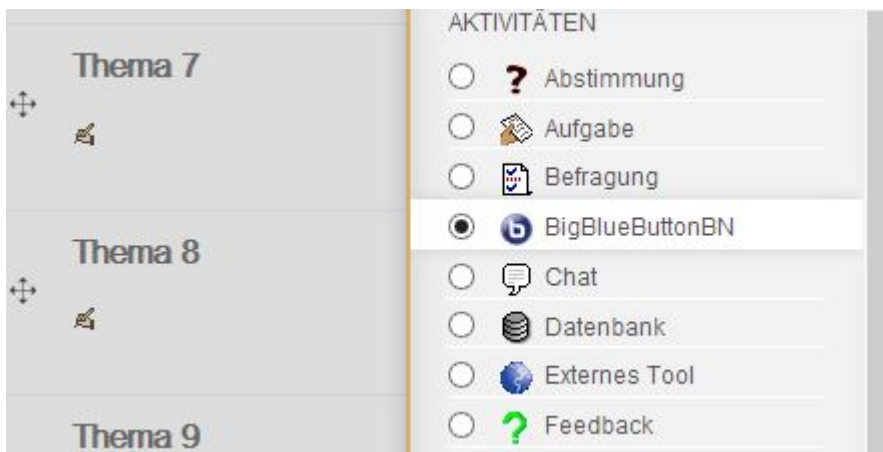 Thema 7
Thema 8
Thema 9
AKTIVITÄTEN
Abstimmung
Aufgabe
Befragung
BigBlueButtonBN
Chat
Datenbank
Externes Tool
Feedback